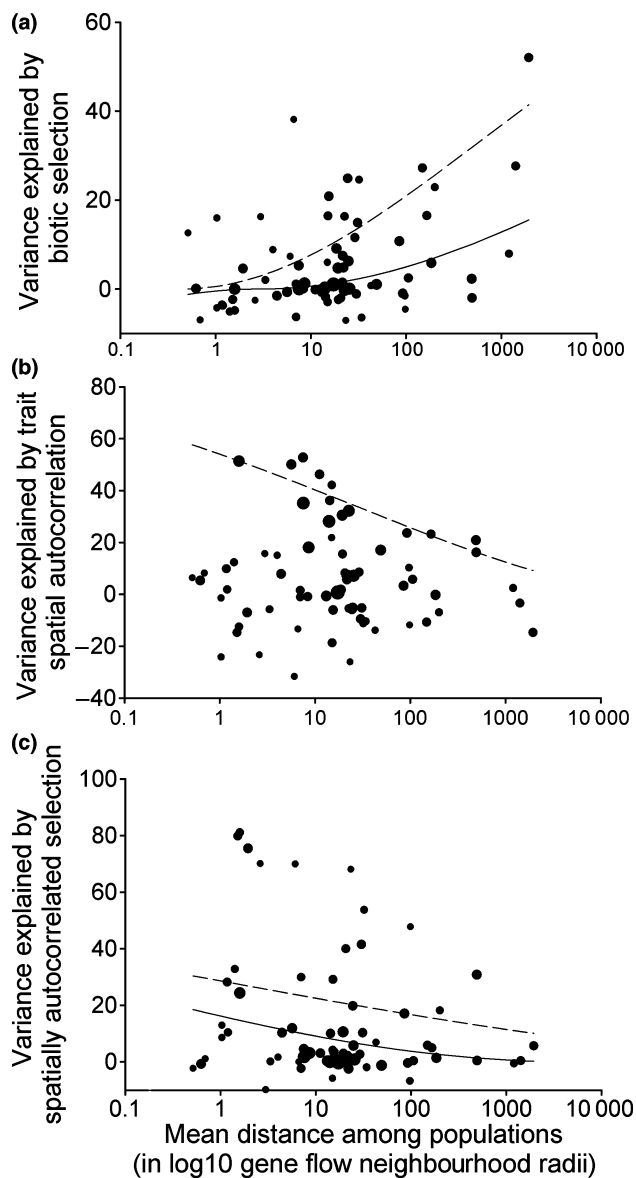 (a)
Variance explained by
biotic selection
60
40
20
0
0.1 1 10 100 1000 10 000
(b)
Variance explained by trait
spatial autocorrelation
80
60
40
20
0
–20
–40
0.1 1 10 100 1000 10 000
(c)
Variance explained by
spatially autocorrelated selection
100
80
60
40
20
0
0.1 1 10 100 1000 10 000
Mean distance among populations
(in log10 gene flow neighbourhood radii)